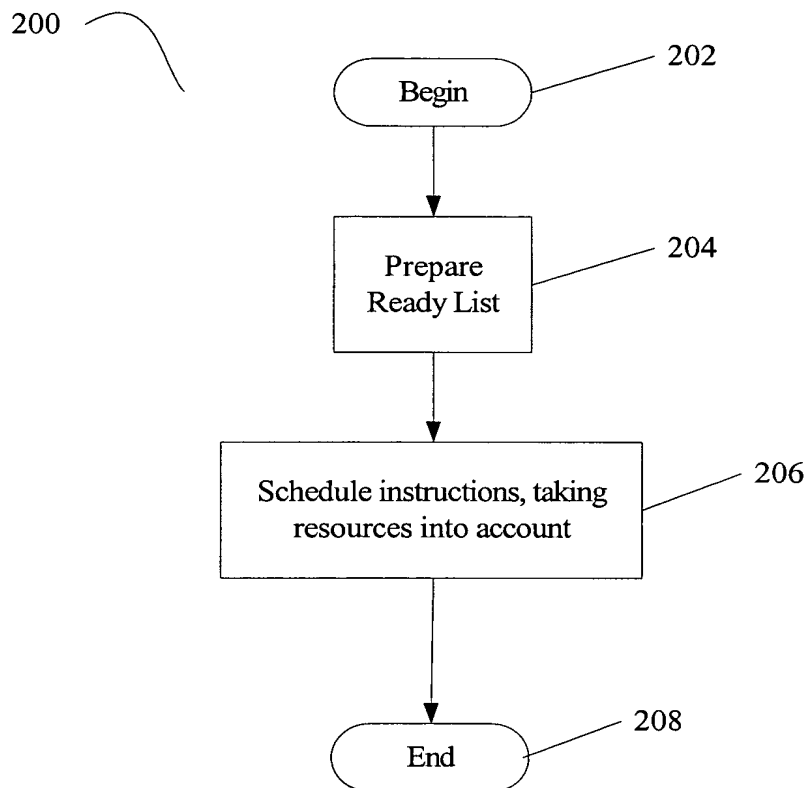 200
202
Begin
204
Prepare
Ready List
206
Schedule instructions, taking
resources into account
208
End